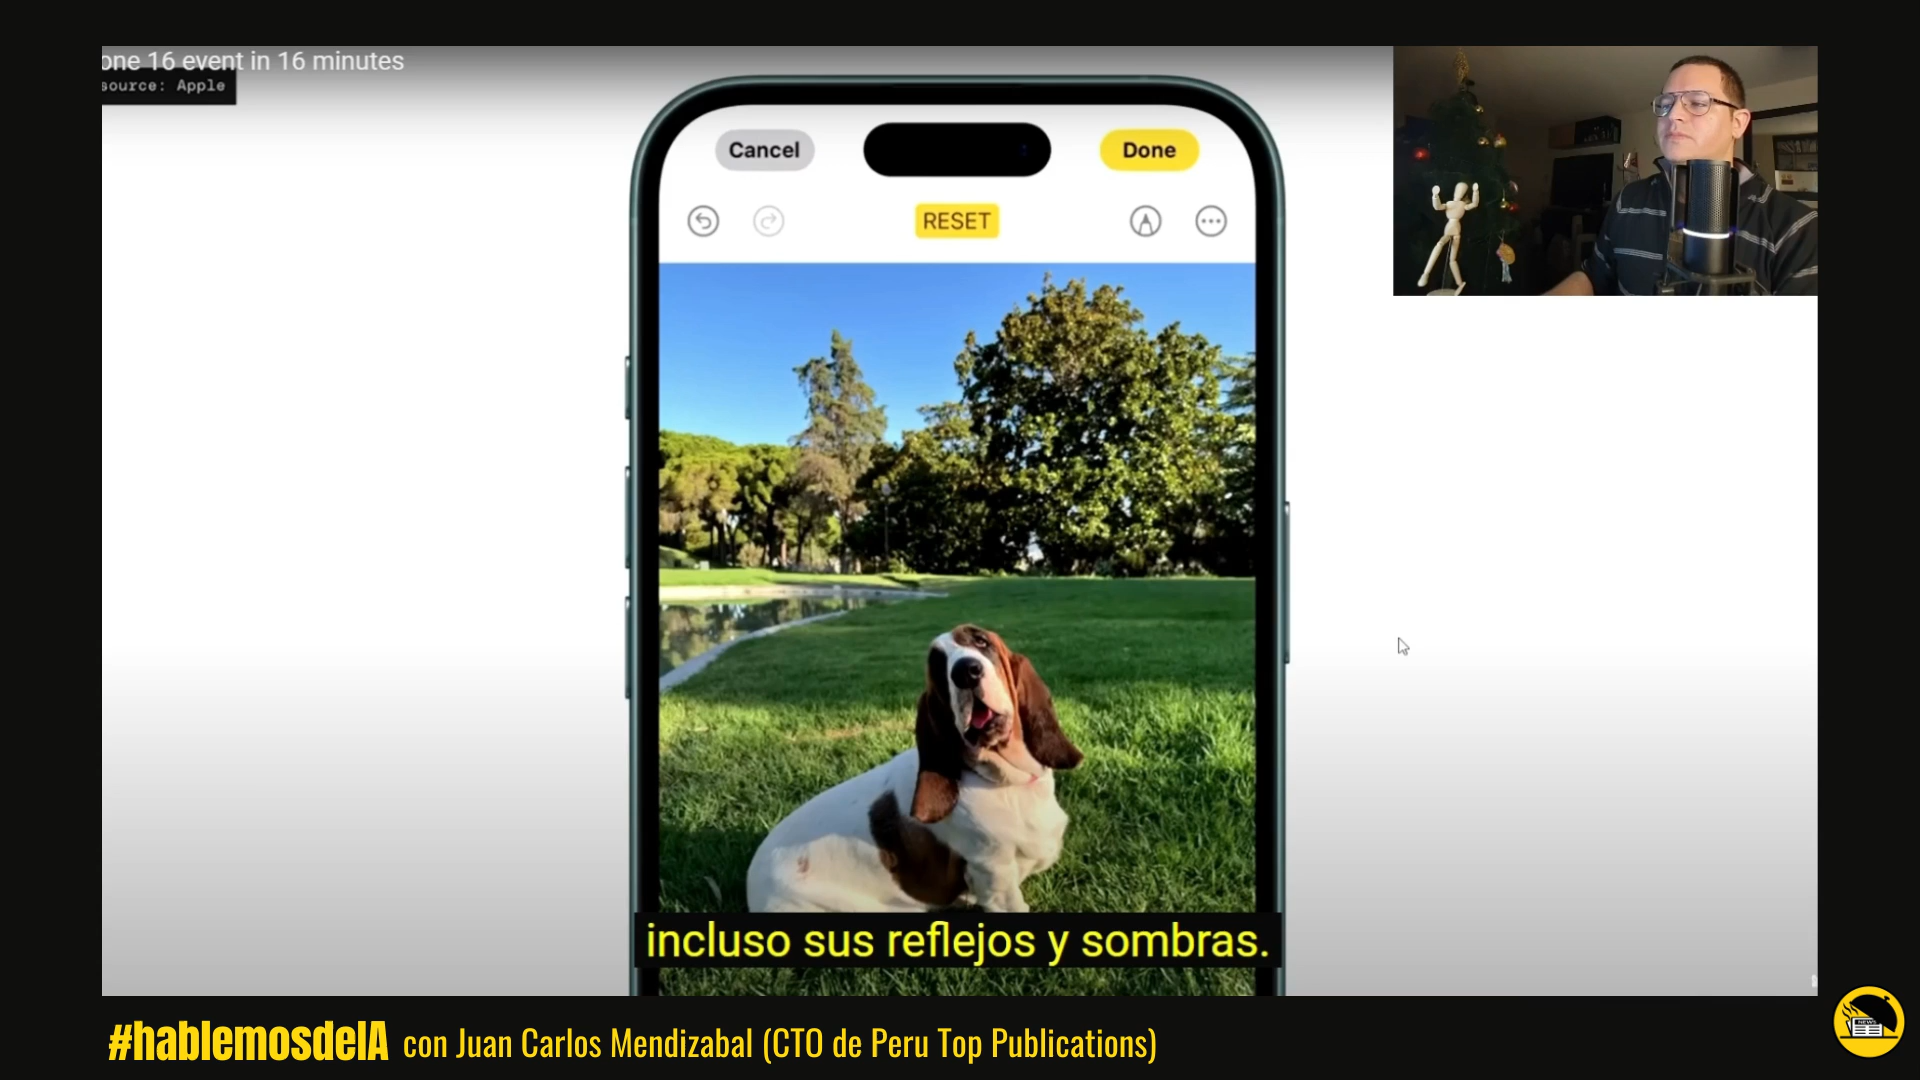 one 16 event in 16 minutes
source: Apple
Cancel
Done
RESET
incluso sus reflejos y sombras.
#hablemosdeIA con Juan Carlos Mendizabal (CTO de Peru Top Publications)
NEWS